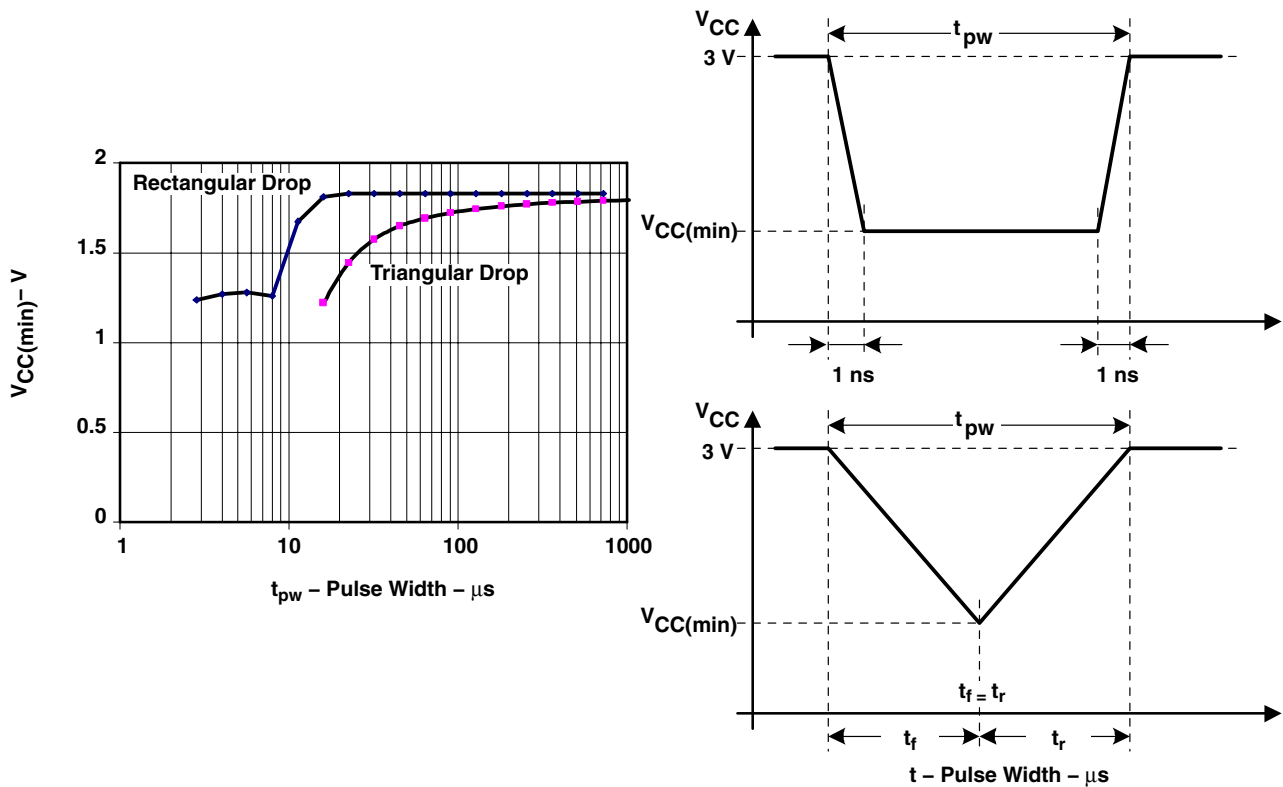 2
1.5
1
0.5
0
VCC(min)– V
Rectangular Drop
Triangular Drop
1
10
100
1000
tpw – Pulse Width – μs
VCC
3 V
tpw
VCC(min)
1 ns
1 ns
VCC
3 V
tpw
VCC(min)
tf = tr
tf
tr
t – Pulse Width – μs